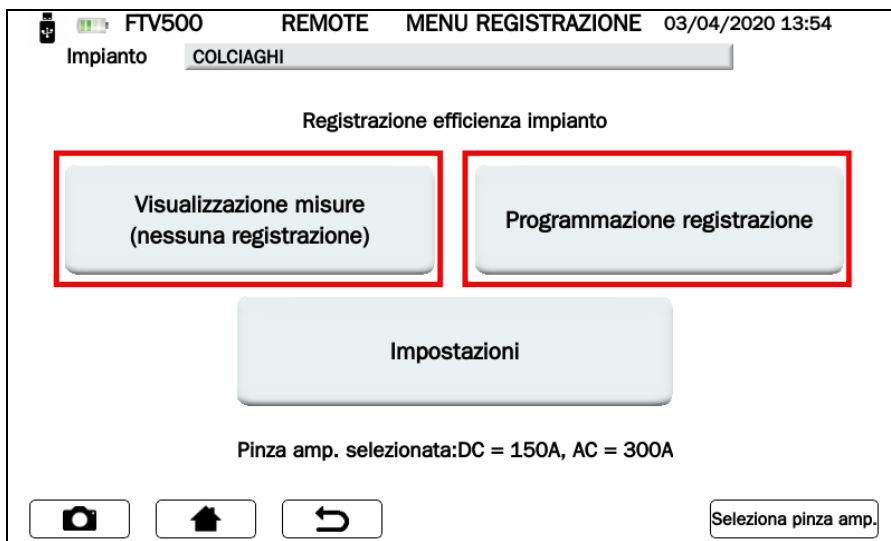 FTV500 REMOTE MENU REGISTRAZIONE 03/04/2020 13:54
Impianto COLCIAGHI
Registrazione efficienza impianto
Visualizzazione misure
(nessuna registrazione)
Programmazione registrazione
Impostazioni
Pinza amp. selezionata:DC = 150A, AC = 300A
Seleziona pinza amp.